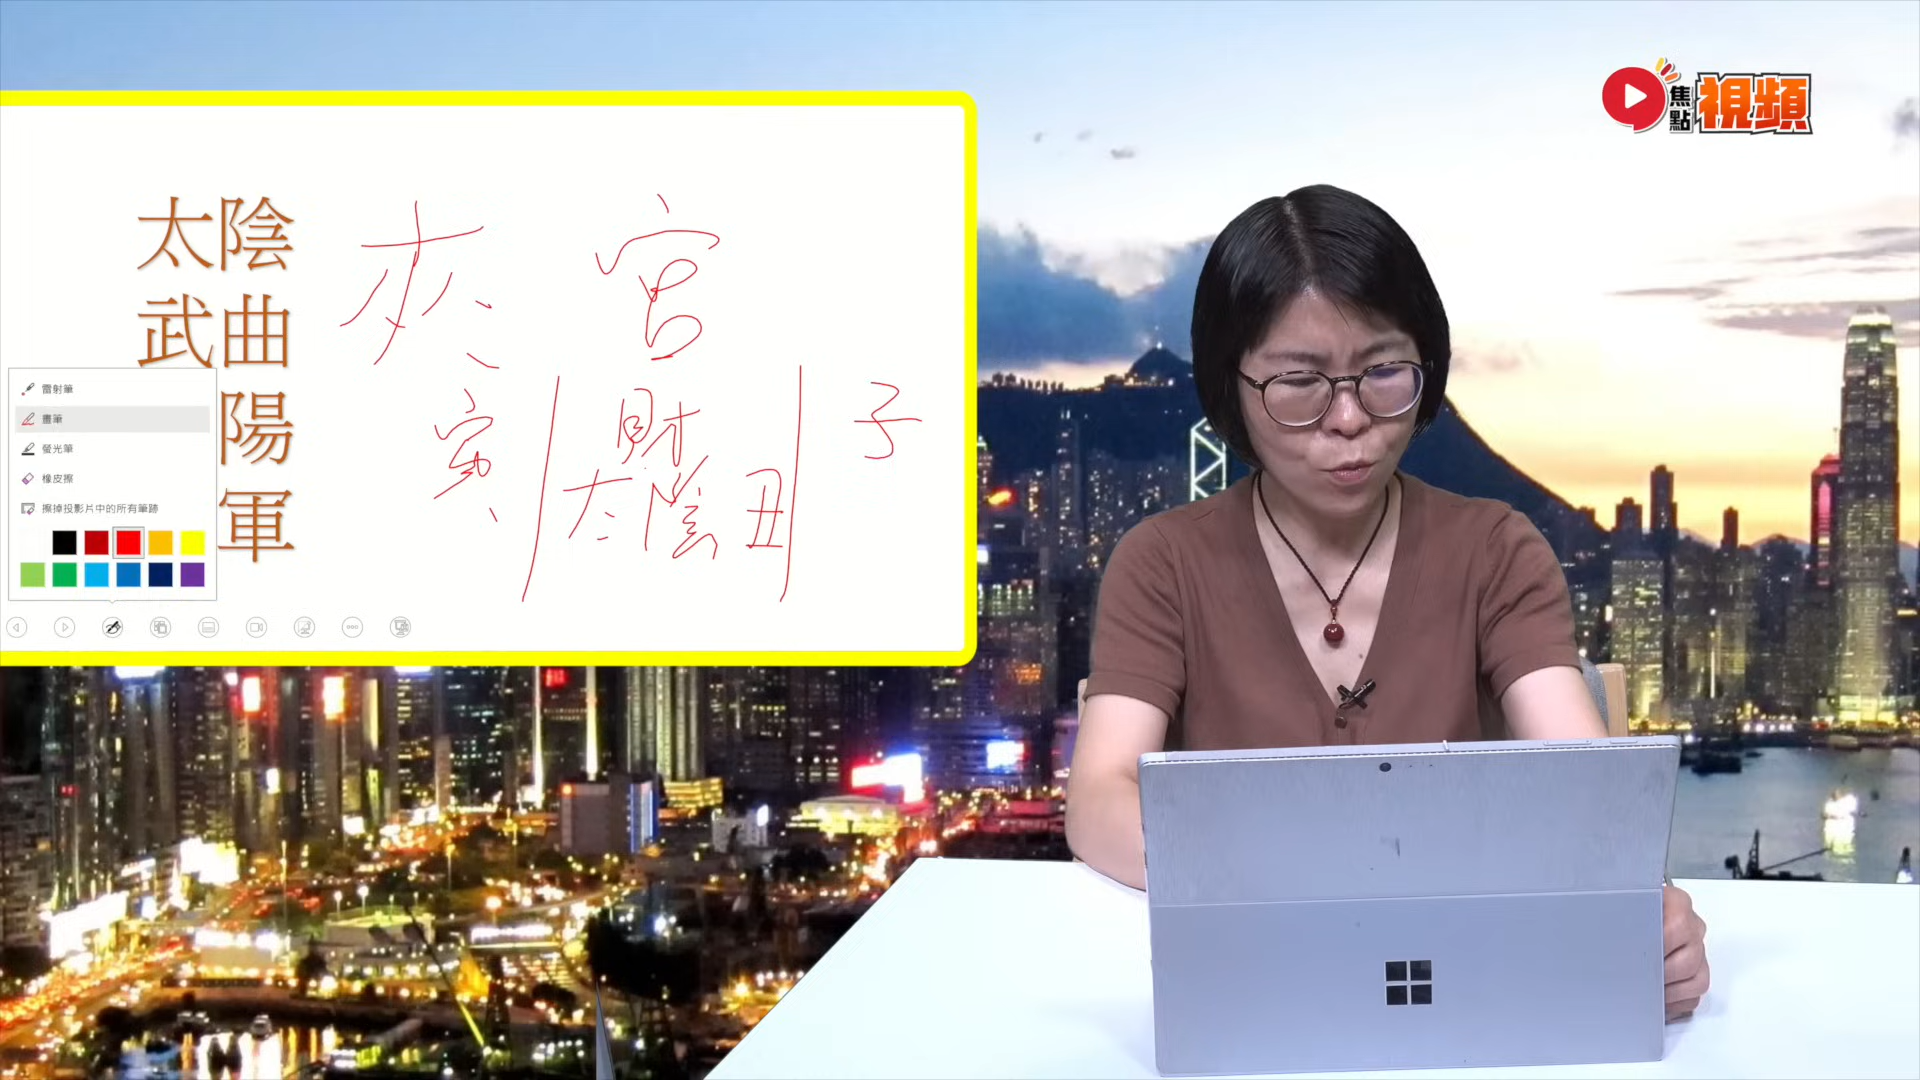 焦點視頻
太陰
武曲
陽
軍
夾宮
寅
財
太陰丑
子
雷射筆
畫筆
螢光筆
橡皮擦
擦掉投影片中的所有筆跡